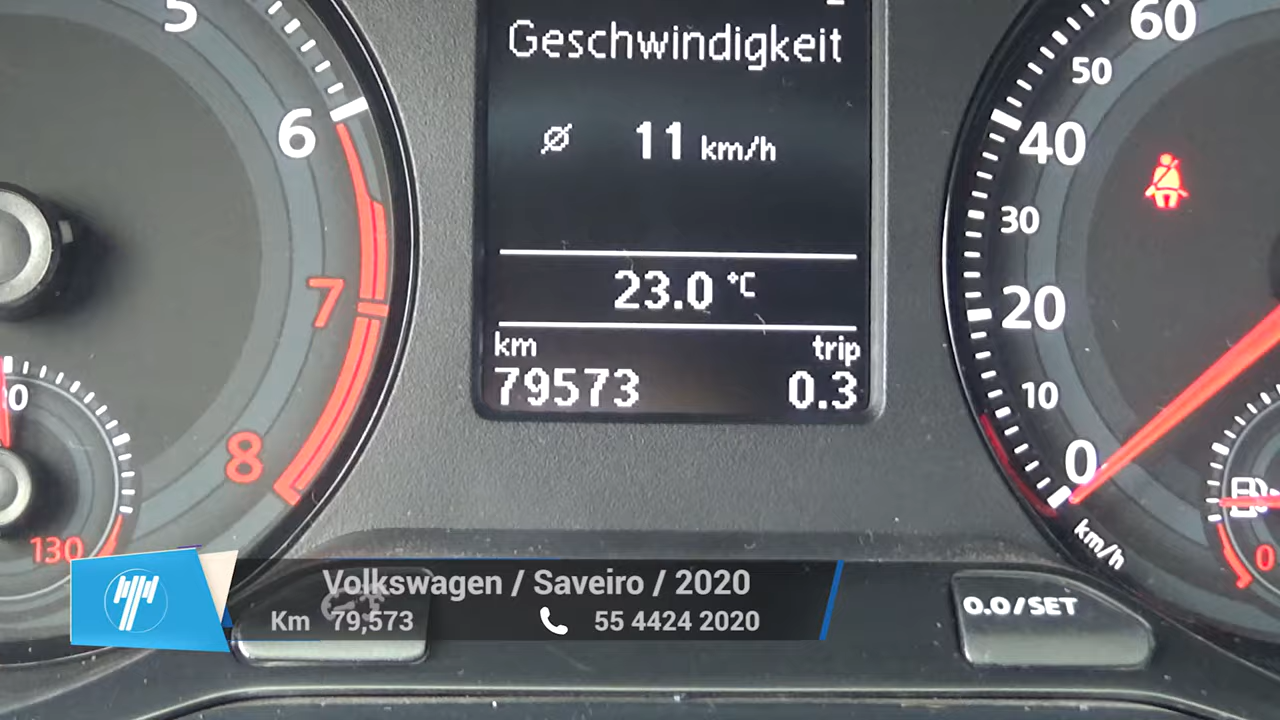 5
6
7
8
130
Geschwindigkeit
Ø 11 km/h
23.0 °C
km trip
79573 0.3
60
50
40
30
20
10
0
km/h
0
0.0/SET
Volkswagen / Saveiro / 2020
Km 79,573 55 4424 2020